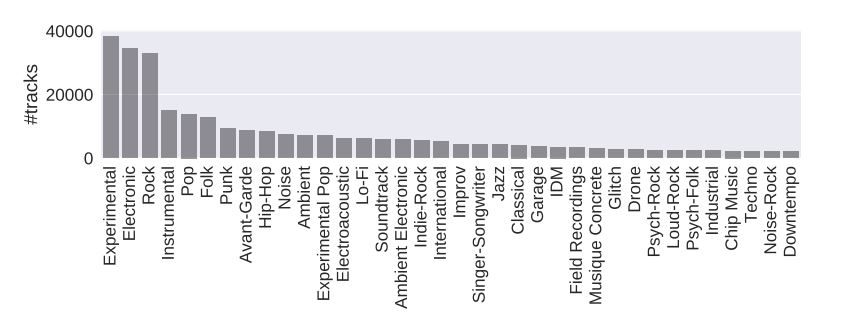 #tracks
40000
20000
0
Experimental
Electronic
Rock
Instrumental
Pop
Folk
Punk
Avant-Garde
Hip-Hop
Noise
Ambient
Experimental Pop
Electroacoustic
Lo-Fi
Soundtrack
Ambient Electronic
Indie-Rock
International
Improv
Singer-Songwriter
Jazz
Classical
Garage
IDM
Field Recordings
Musique Concrete
Glitch
Drone
Psych-Rock
Loud-Rock
Psych-Folk
Industrial
Chip Music
Techno
Noise-Rock
Downtempo